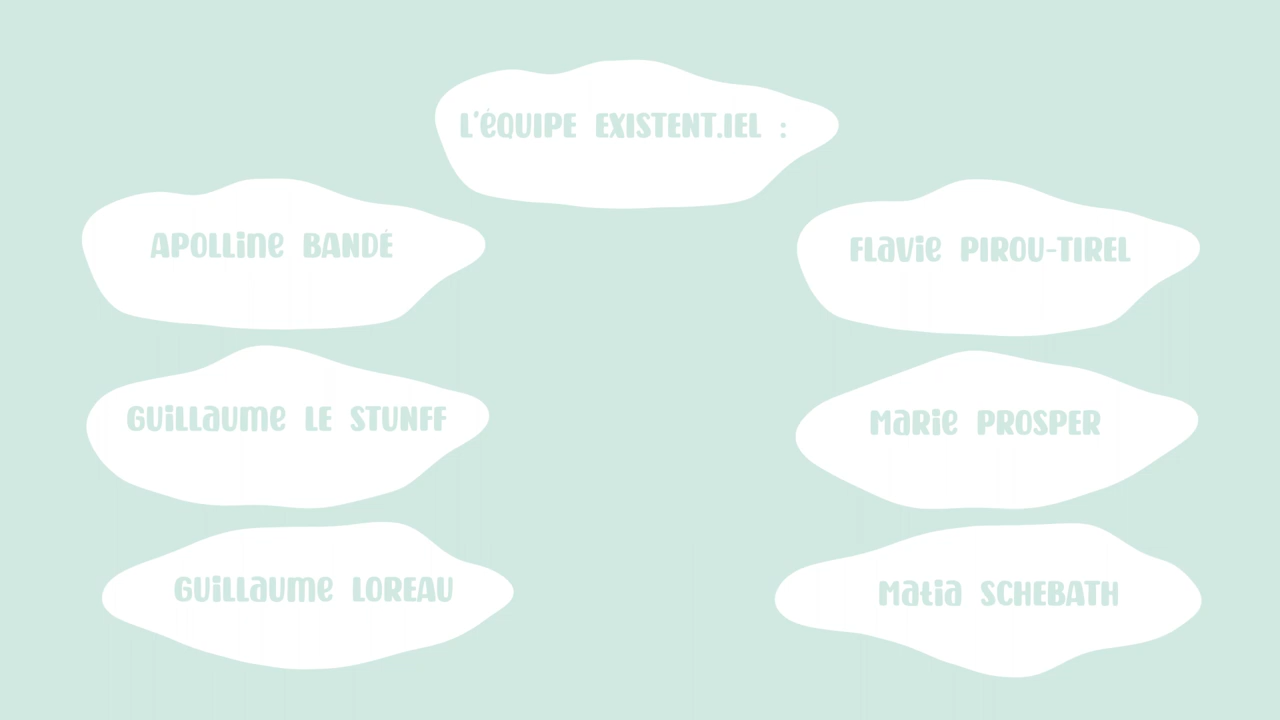 L'éQUIPE EXISTENT.IEL :
APOLLine BANDÉ
FLavie PIROU-TIREL
GUiLLaume LE STUNFF
MaRie PROSPER
GUiLLaume LOREAU
Matia SCHEBATH